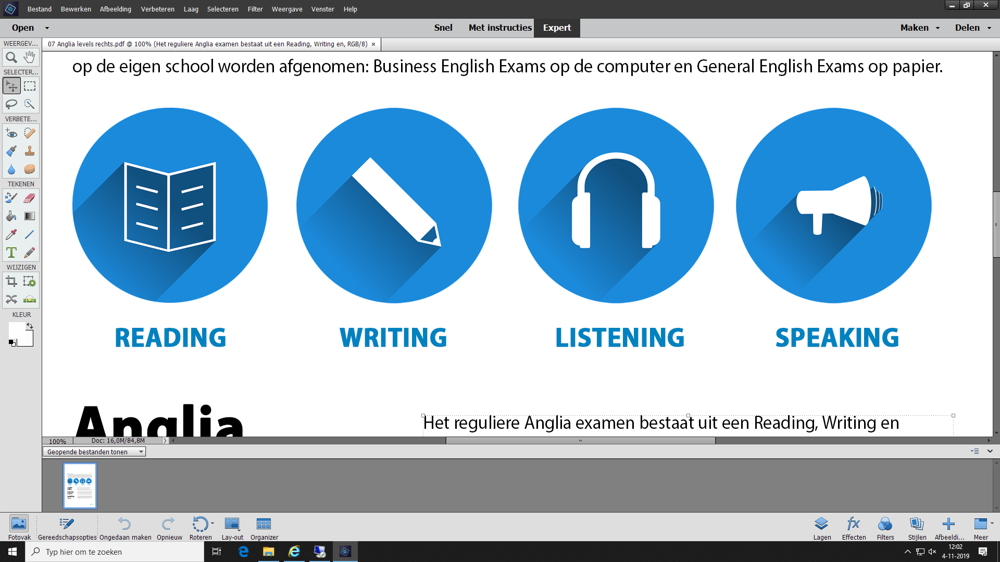 Bestand Bewerken Afbeelding Verbeteren Laag Selecteren Filter Weergave Venster Help
Open Snel Met instructies Expert Maken Delen
WEERGEV...
07 Anglia levels rechts.pdf @ 100% (Het reguliere Anglia examen bestaat uit een Reading, Writing en, RGB/8) ×
op de eigen school worden afgenomen: Business English Exams op de computer en General English Exams op papier.
SELECTER...
VERBETE...
TEKENEN
WIJZIGEN
KLEUR
READING WRITING LISTENING SPEAKING
Anglia
Het reguliere Anglia examen bestaat uit een Reading, Writing en
100% Doc: 16,0M/84,8M
Geopende bestanden tonen
Fotovak Gereedschapsopties Ongedaan maken Opnieuw Roteren Lay-out Organizer Lagen Effecten Filters Stijlen Afbeeldi... Meer
Typ hier om te zoeken
12:02
4-11-2019